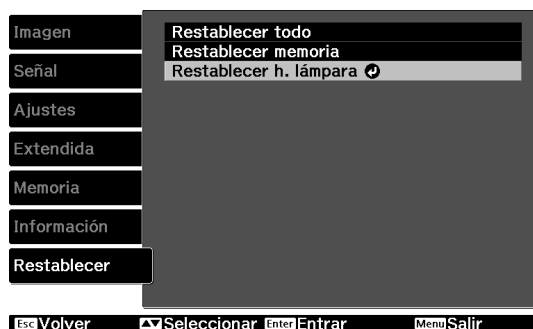 Imagen
Señal
Ajustes
Extendida
Memoria
Información
Restablecer
Restablecer todo
Restablecer memoria
Restablecer h. lámpara
Esc Volver Seleccionar Enter Entrar Menu Salir